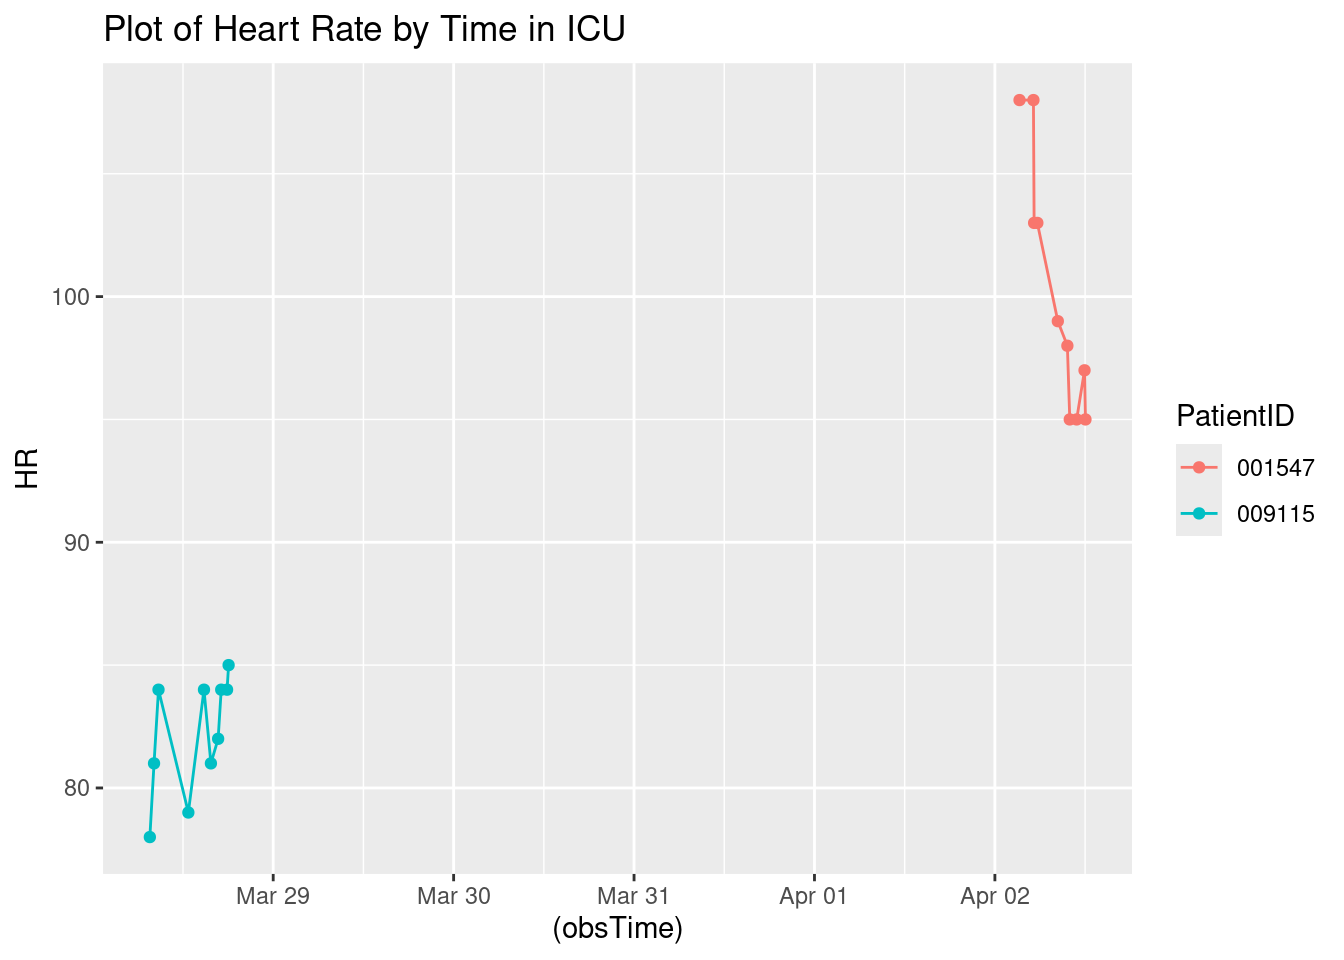 Plot of Heart Rate by Time in ICU
HR
100
90
80
Mar 29 Mar 30 Mar 31 Apr 01 Apr 02
(obsTime)
PatientID
001547
009115